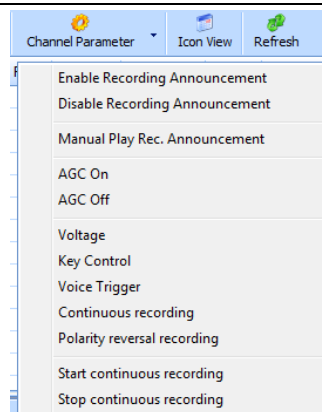 Channel Parameter Icon View Refresh
Enable Recording Announcement
Disable Recording Announcement
Manual Play Rec. Announcement
AGC On
AGC Off
Voltage
Key Control
Voice Trigger
Continuous recording
Polarity reversal recording
Start continuous recording
Stop continuous recording